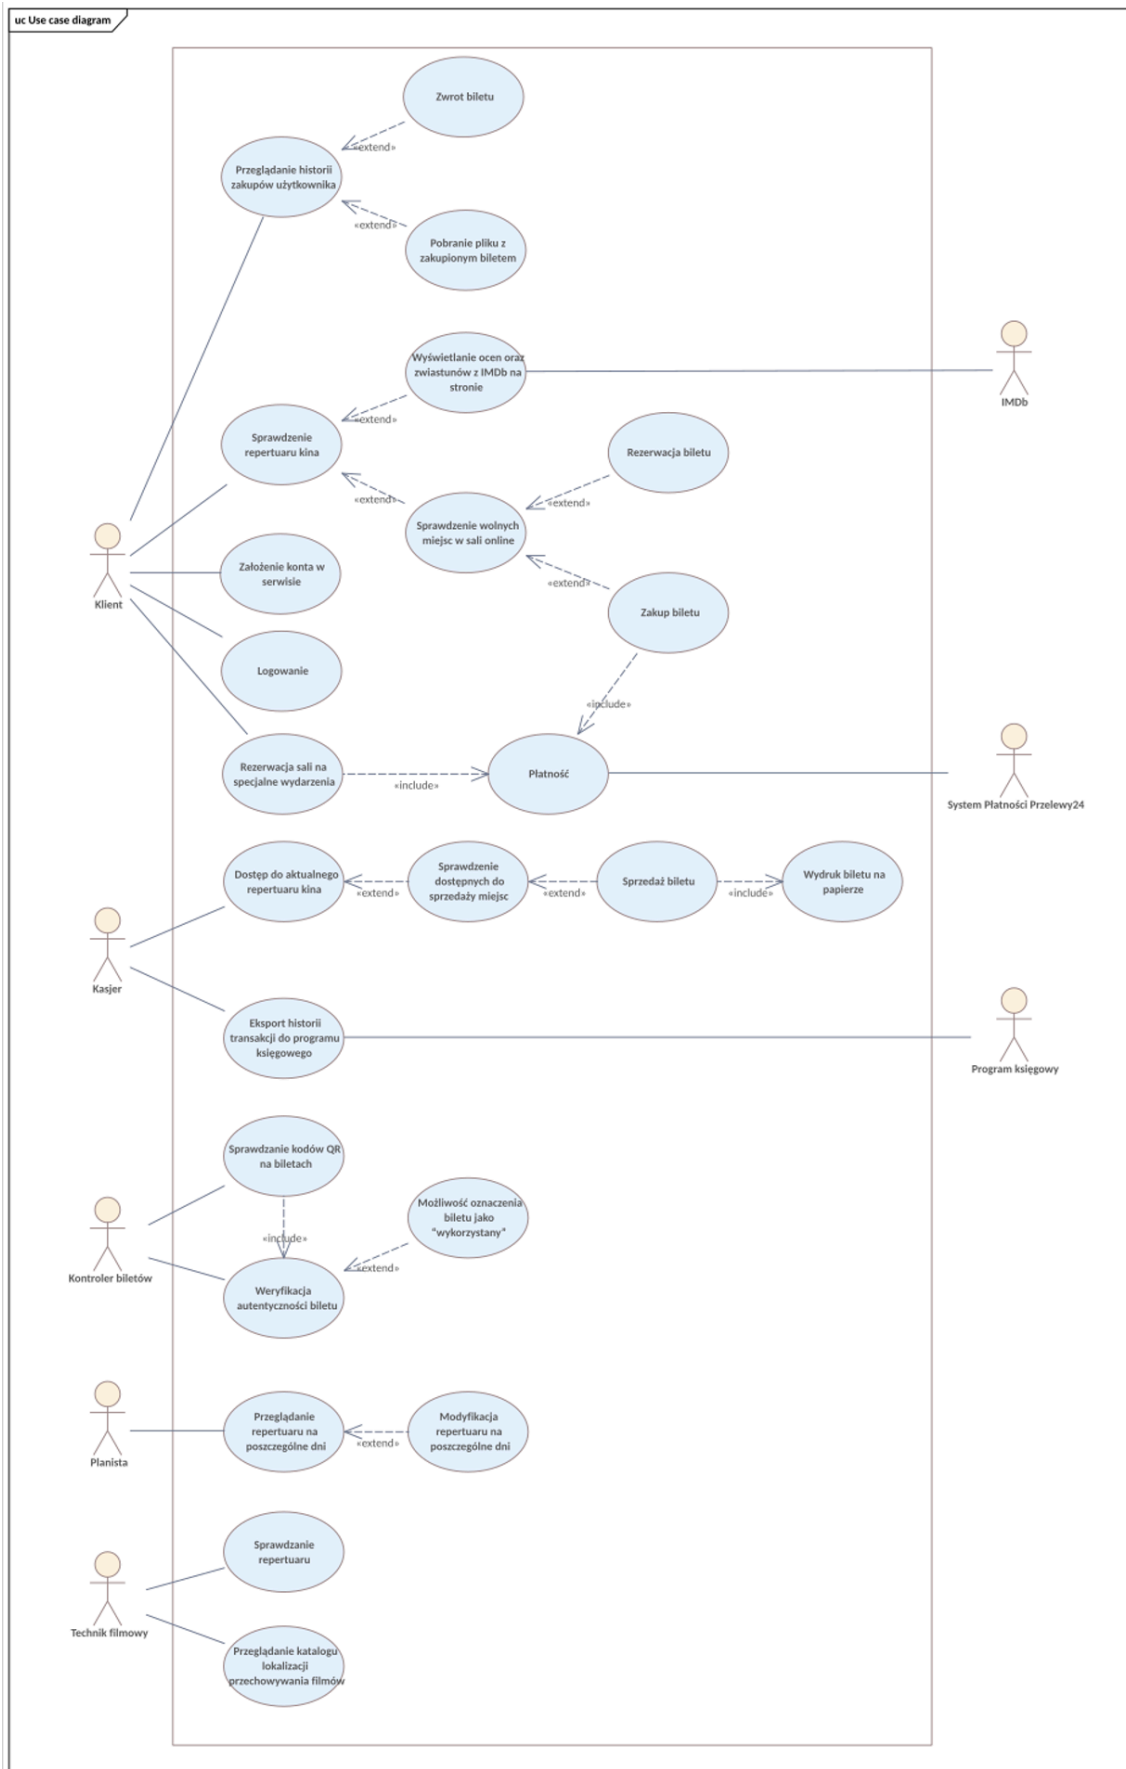 uc Use case diagram
Zwrot biletu
«extend»
Przeglądanie historii
zakupów użytkownika
«extend»
Pobranie pliku z
zakupionym biletem
Wyświetlanie ocen oraz
zwiastunów z IMDb na
stronie
IMDb
«extend»
Sprawdzenie
repertuaru kina
Rezerwacja biletu
«extend»
«extend»
Sprawdzenie wolnych
miejsc w sali online
Założenie konta w
serwisie
«extend»
Klient
Zakup biletu
Logowanie
«include»
Rezerwacja sali na
specjalne wydarzenia
«include»
Płatność
System Płatności Przelewy24
Dostęp do aktualnego
repertuaru kina
«extend»
Sprawdzenie
dostępnych do
sprzedaży miejsc
«extend»
Sprzedaż biletu
«include»
Wydruk biletu na
papierze
Kasjer
Eksport historii
transakcji do programu
księgowego
Program księgowy
Sprawdzanie kodów QR
na biletach
«include»
Możliwość oznaczenia
biletu jako
"wykorzystany"
«extend»
Kontroler biletów
Weryfikacja
autentyczności biletu
Przeglądanie
repertuaru na
poszczególne dni
«extend»
Modyfikacja
repertuaru na
poszczególne dni
Planista
Sprawdzanie
repertuaru
Technik filmowy
Przeglądanie katalogu
lokalizacji
przechowywania filmów